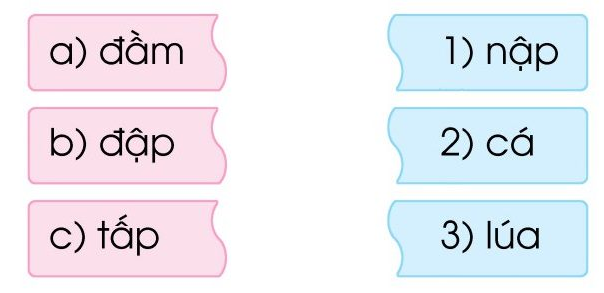 a) đầm 1) nập
b) đập 2) cá
c) tấp 3) lúa